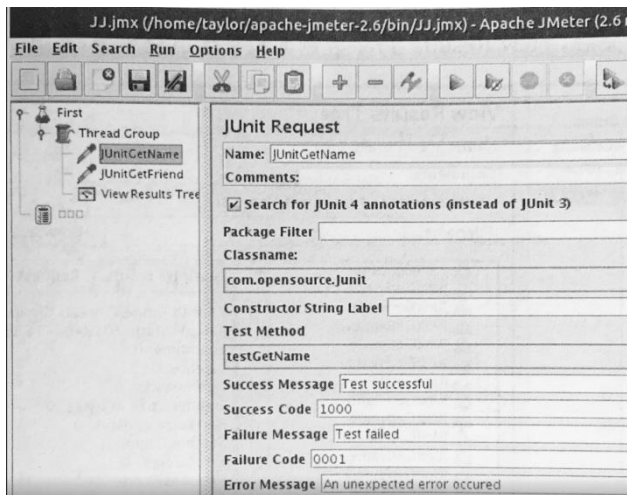 JJ.jmx (/home/taylor/apache-jmeter-2.6/bin/JJ.jmx) - Apache JMeter (2.6
File Edit Search Run Options Help
First
Thread Group
JUnitGetName
JUnitGetFriend
View Results Tree
JUnit Request
Name: JUnitGetName
Comments:
Search for JUnit 4 annotations (instead of JUnit 3)
Package Filter
Classname:
com.opensource.Junit
Constructor String Label
Test Method
testGetName
Success Message Test successful
Success Code 1000
Failure Message Test failed
Failure Code 0001
Error Message An unexpected error occured